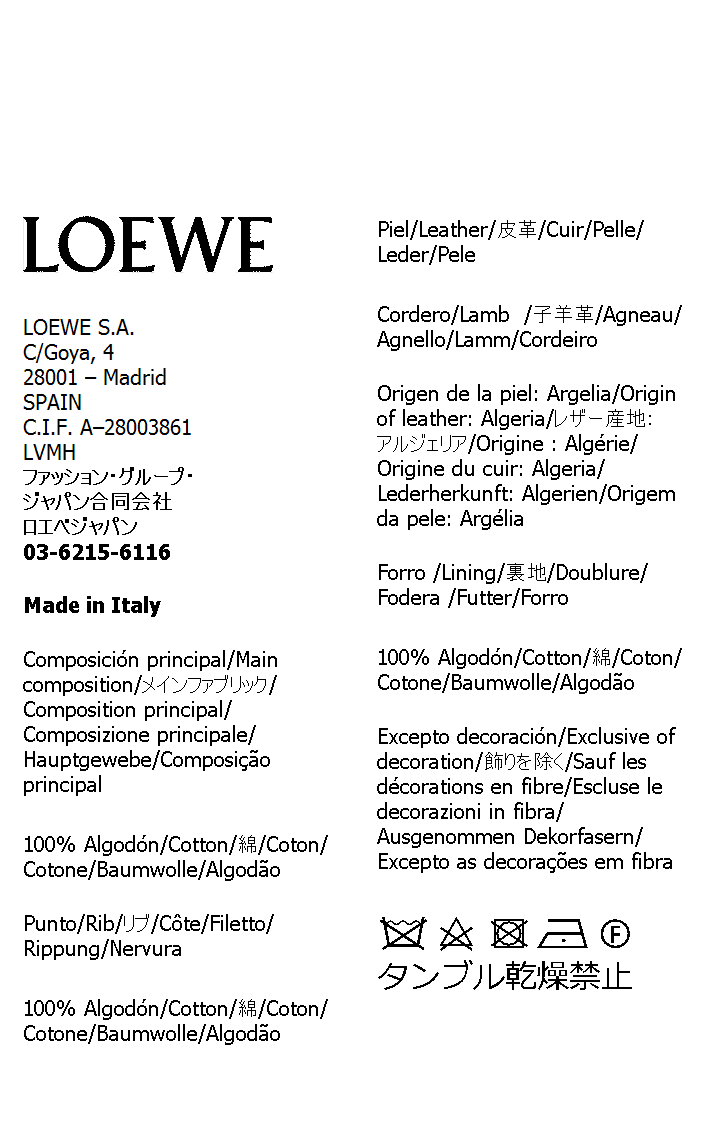 LOEWE
LOEWE S.A.
C/Goya, 4
28001 – Madrid
SPAIN
C.I.F. A–28003861
LVMH
ファッション・グループ・
ジャパン合同会社
ロエベジャパン
03-6215-6116
Made in Italy
Composición principal/Main
composition/メインファブリック/
Composition principal/
Composizione principale/
Hauptgewebe/Composição
principal
100% Algodón/Cotton/綿/Coton/
Cotone/Baumwolle/Algodão
Punto/Rib/リブ/Côte/Filetto/
Rippung/Nervura
100% Algodón/Cotton/綿/Coton/
Cotone/Baumwolle/Algodão
Piel/Leather/皮革/Cuir/Pelle/
Leder/Pele
Cordero/Lamb /子羊革/Agneau/
Agnello/Lamm/Cordeiro
Origen de la piel: Argelia/Origin
of leather: Algeria/レザー産地:
アルジェリア/Origine : Algérie/
Origine du cuir: Algeria/
Lederherkunft: Algerien/Origem
da pele: Argélia
Forro /Lining/裏地/Doublure/
Fodera /Futter/Forro
100% Algodón/Cotton/綿/Coton/
Cotone/Baumwolle/Algodão
Excepto decoración/Exclusive of
decoration/飾りを除く/Sauf les
décorations en fibre/Escluse le
decorazioni in fibra/
Ausgenommen Dekorfasern/
Excepto as decorações em fibra
F
タンブル乾燥禁止